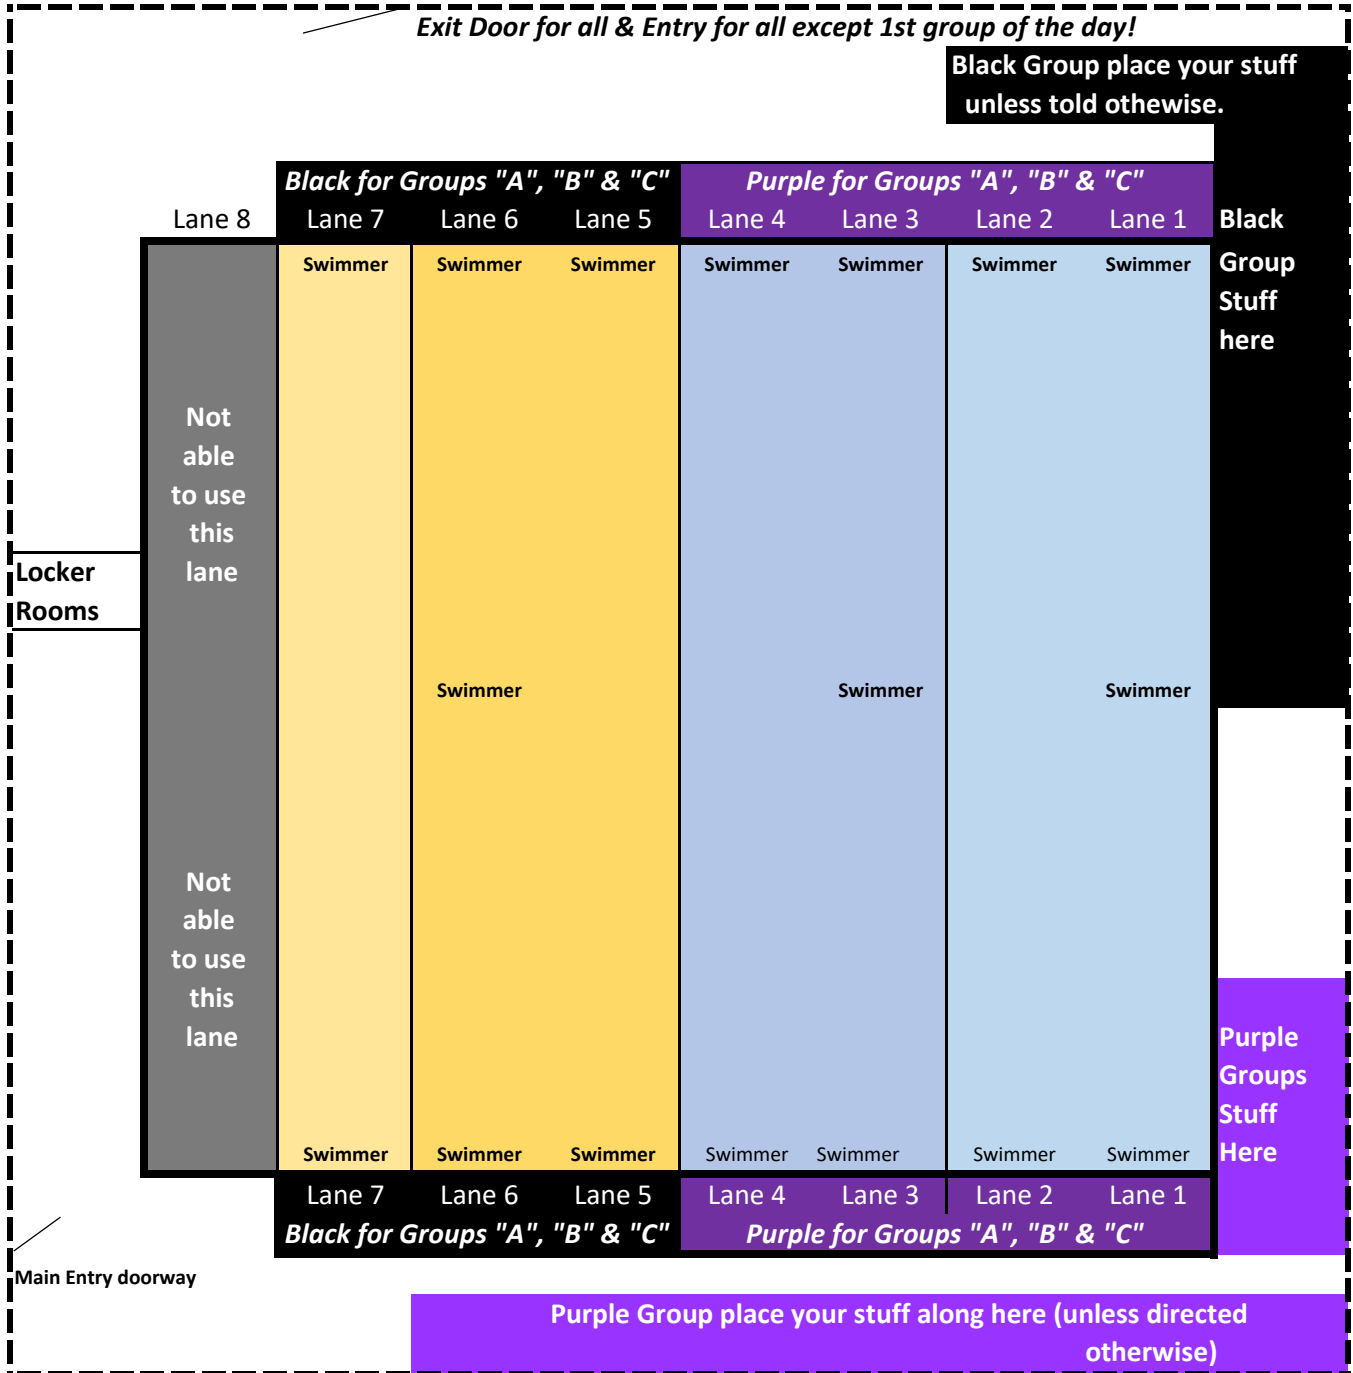 Exit Door for all & Entry for all except 1st group of the day!
Black Group place your stuff
unless told othewise.
Black for Groups "A", "B" & "C" Purple for Groups "A", "B" & "C"
Lane 8 Lane 7 Lane 6 Lane 5 Lane 4 Lane 3 Lane 2 Lane 1 Black
Swimmer Swimmer Swimmer Swimmer Swimmer Swimmer Swimmer Group
Stuff
here
Not
able
to use
this
lane
Locker
Rooms
Swimmer Swimmer Swimmer
Not
able
to use
this
lane
Purple
Groups
Stuff
Swimmer Swimmer Swimmer Swimmer Swimmer Swimmer Swimmer Here
Lane 7 Lane 6 Lane 5 Lane 4 Lane 3 Lane 2 Lane 1
Black for Groups "A", "B" & "C" Purple for Groups "A", "B" & "C"
Main Entry doorway
Purple Group place your stuff along here (unless directed
otherwise)